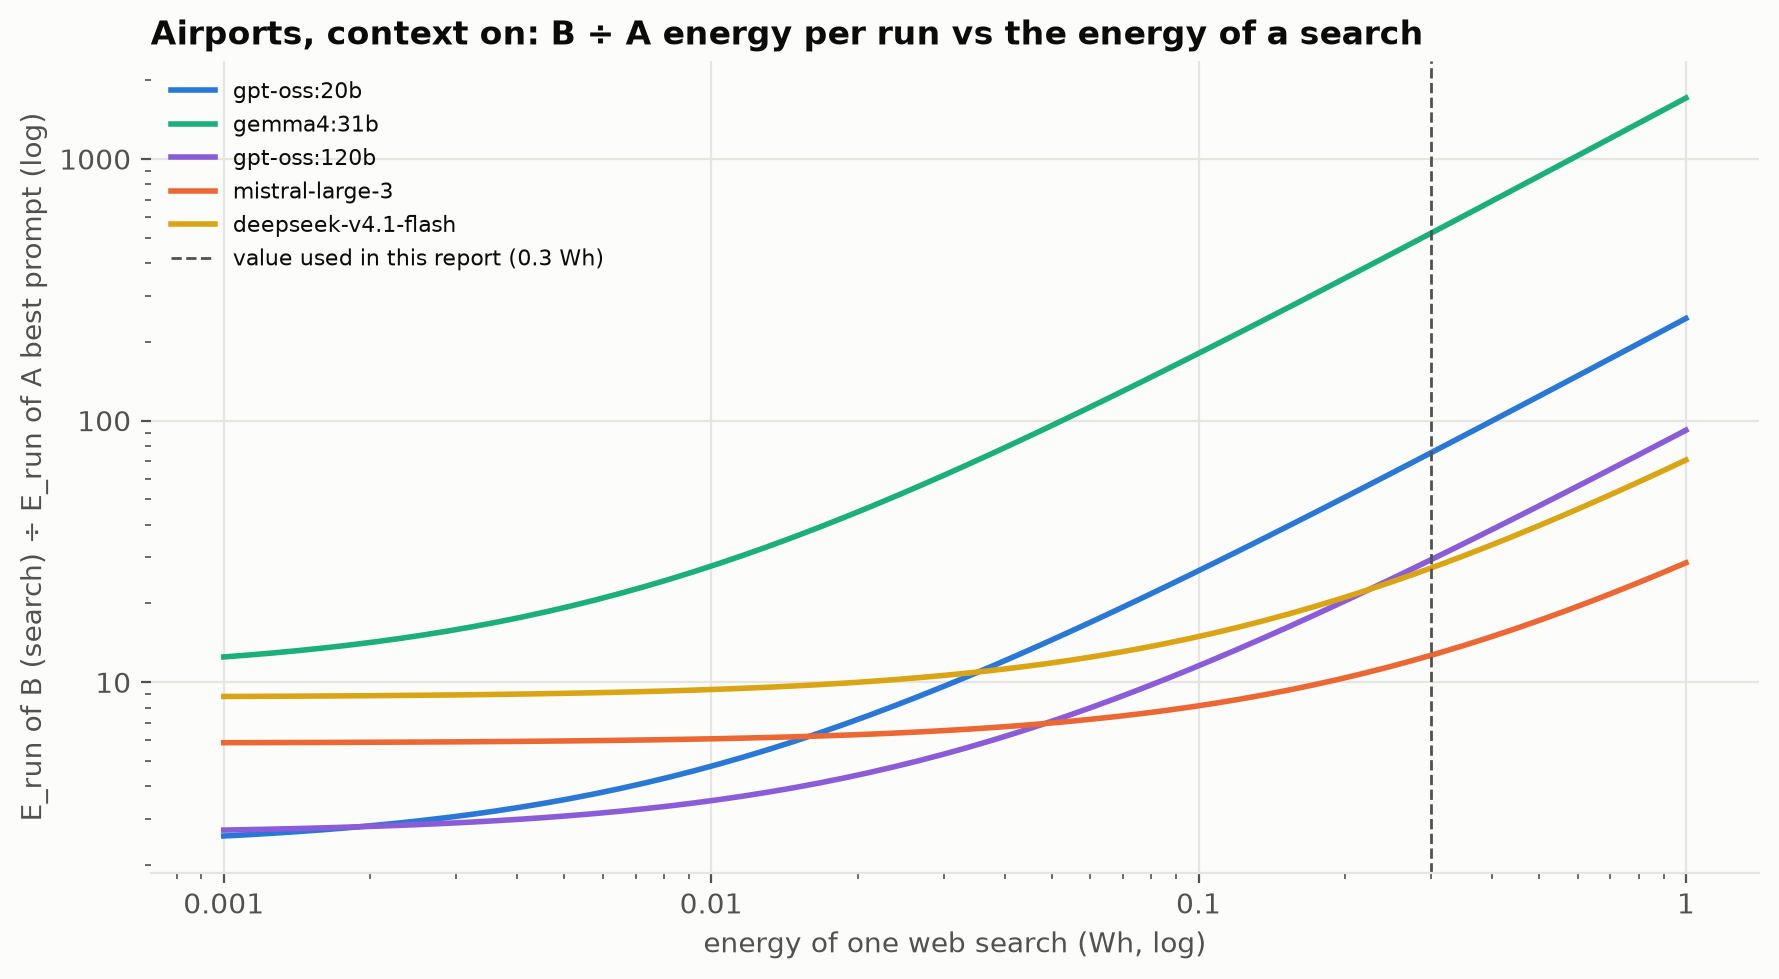 Airports, context on: B ÷ A energy per run vs the energy of a search
gpt-oss:20b
gemma4:31b
gpt-oss:120b
mistral-large-3
deepseek-v4.1-flash
value used in this report (0.3 Wh)
E_run of B (search) ÷ E_run of A best prompt (log)
1000
100
10
0.001
0.01
0.1
1
energy of one web search (Wh, log)